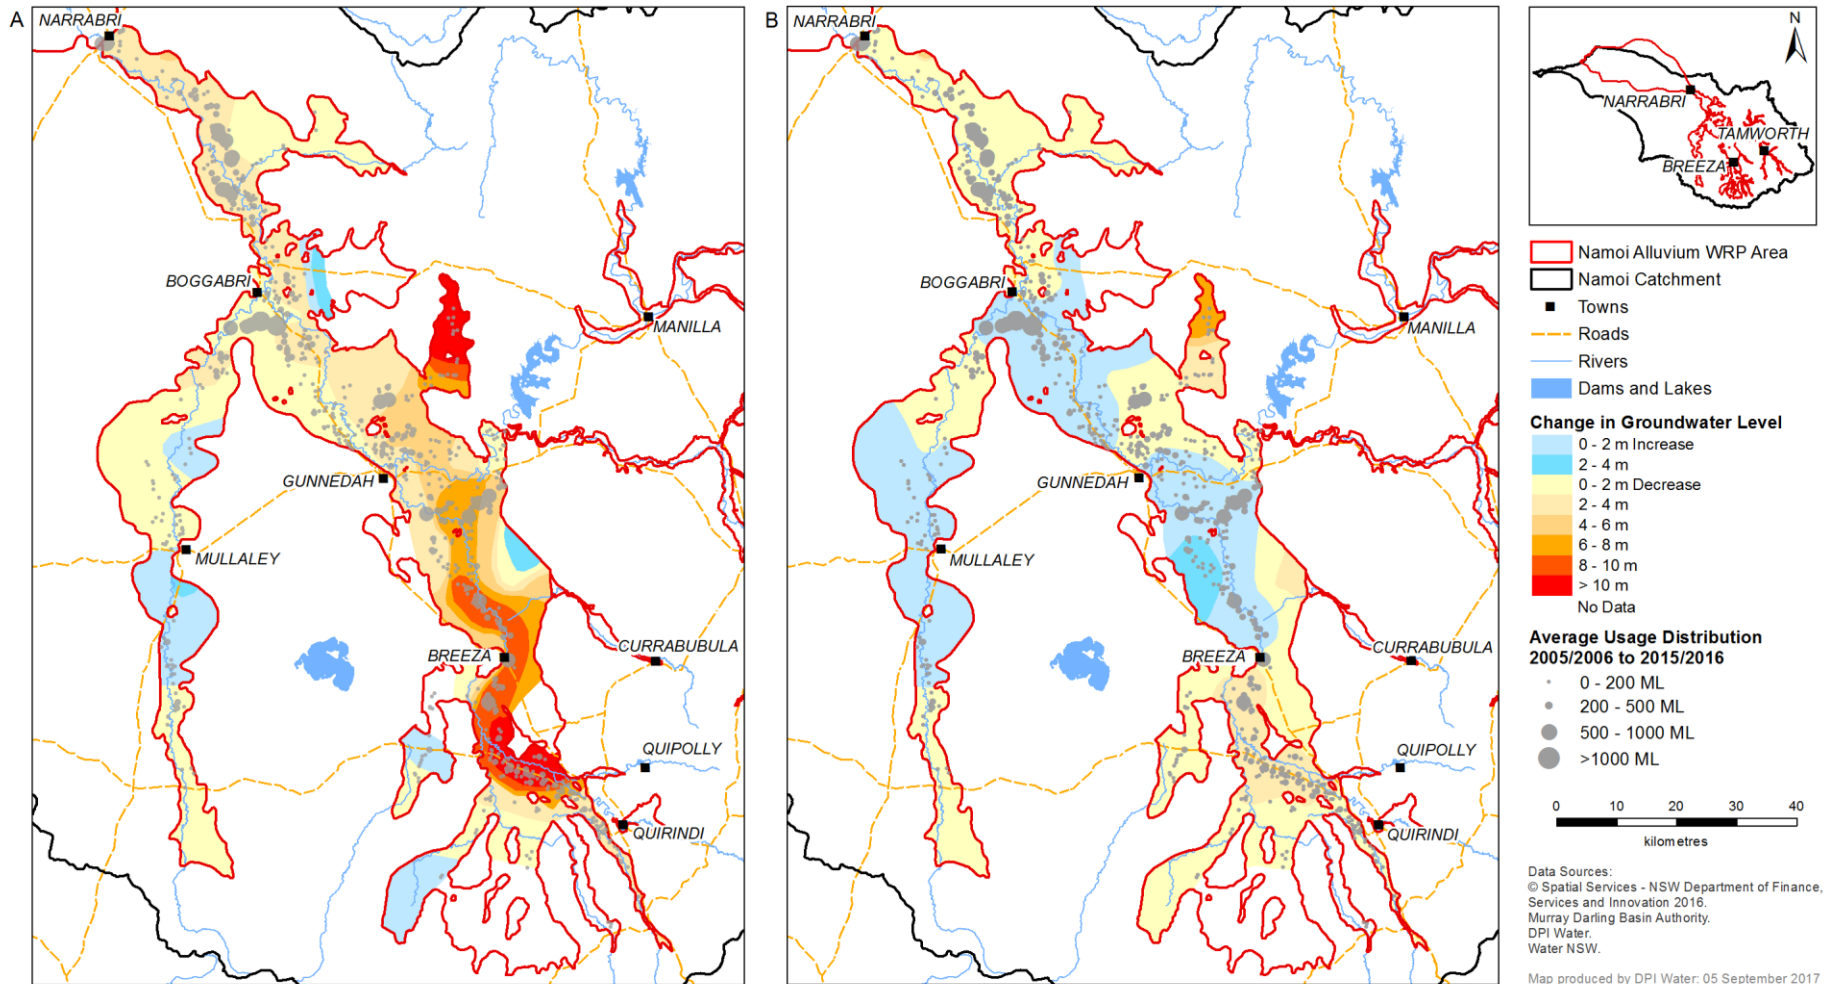 A
NARRABRI
BOGGABRI
MANILLA
GUNNEDAH
MULLALEY
BREEZA
CURRABUBULA
QUIPOLLY
QUIRINDI
B
NARRABRI
BOGGABRI
MANILLA
GUNNEDAH
MULLALEY
BREEZA
CURRABUBULA
QUIPOLLY
QUIRINDI
N
NARRABRI
TAMWORTH
BREEZA
Namoi Alluvium WRP Area
Namoi Catchment
Towns
Roads
Rivers
Dams and Lakes
Change in Groundwater Level
0 - 2 m Increase
2 - 4 m
0 - 2 m Decrease
2 - 4 m
4 - 6 m
6 - 8 m
8 - 10 m
> 10 m
No Data
Average Usage Distribution
2005/2006 to 2015/2016
0 - 200 ML
200 - 500 ML
500 - 1000 ML
>1000 ML
0 10 20 30 40
kilometres
Data Sources:
© Spatial Services - NSW Department of Finance,
Services and Innovation 2016.
Murray Darling Basin Authority.
DPI Water.
Water NSW.
Map produced by DPI Water: 05 September 2017